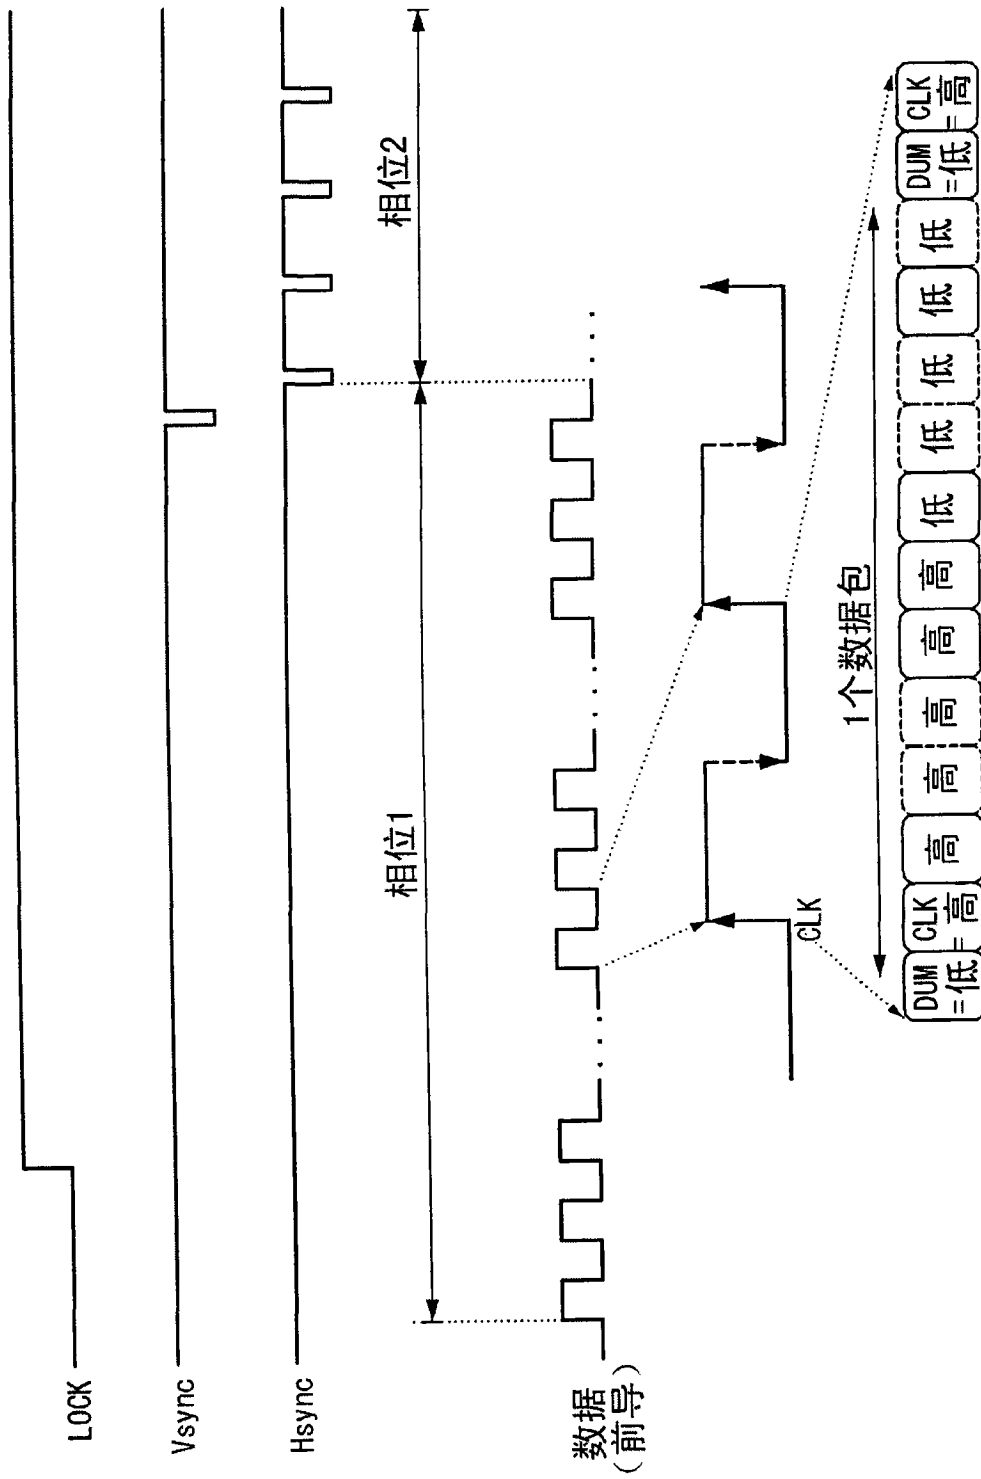 LOCK
Vsync
Hsync
相位1
相位2
数据
(前导)
CLK
1个数据包
DUM
=低
CLK
=高
高
高
高
高
高
低
低
低
低
低
DUM
=低
CLK
=高